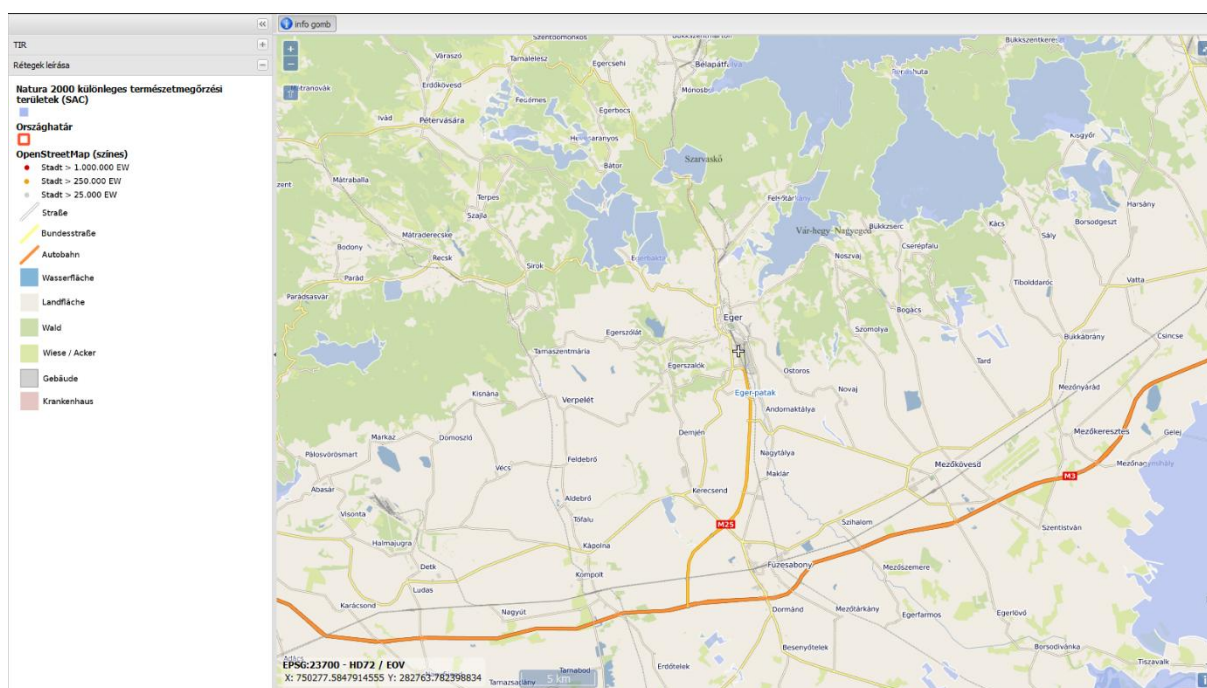 info gomb
TIR
Rétegek leírása
Natura 2000 különleges természetmegőrzési
területek (SAC)
Országhatár
OpenStreetMap (színes)
Stadt > 1.000.000 EW
Stadt > 250.000 EW
Stadt > 25.000 EW
Straße
Bundesstraße
Autobahn
Wasserfläche
Landfläche
Wald
Wiese / Acker
Gebäude
Krankenhaus
Szentdomonkos
Bükkszentkereszt
Váraszó
Tarnalelesz
Egercsehi
Bélapátfalva
Erdőkövesd
Mónosbél
Egerbocs
Ivád
Pétervására
Kisgyőr
Bátor
Szarvaskő
Mátraballa
Terpes
Felsőtárkány
Harsány
Szajla
Borsodgeszt
Kács
Sály
Vár-hegy-Nagyeged
Bükkzsérc
Cserépfalu
Mátraderecske
Bodony
Recsk
Sirok
Egerbakta
Noszvaj
Parád
Tibolddaróc
Vatta
Parádsasvár
Bogács
Eger
Egerszólát
Szomolya
Bükkábrány
Csincse
Tarnaszentmária
Egerszalók
Ostoros
Tard
Novaj
Mezőnyárád
Kisnána
Verpelét
Eger-patak
Andornaktálya
Markaz
Domoszló
Demjén
Mezőkeresztes
Gelej
Pálosvörösmart
Vécs
Feldebrő
Nagytálya
Maklár
Mezőkövesd
Mezőnagymihály
M3
Abasár
Aldebrő
Kerecsend
Visonta
Tófalu
M25
Szihalom
Szentistván
Halmajugra
Kápolna
Detk
Kompolt
Füzesabony
Mezőszemere
Ludas
Karácsond
Nagyút
Dormánd
Mezőtárkány
Egerfarmos
Egerlövő
Besenyőtelek
Borsodivánka
Adács
Erdőtelek
Tiszavalk
Tarnabod
Tarnazsadány
EPSG:23700 - HD72 / EOV
X: 750277.5847914555 Y: 282763.782398834
5 km